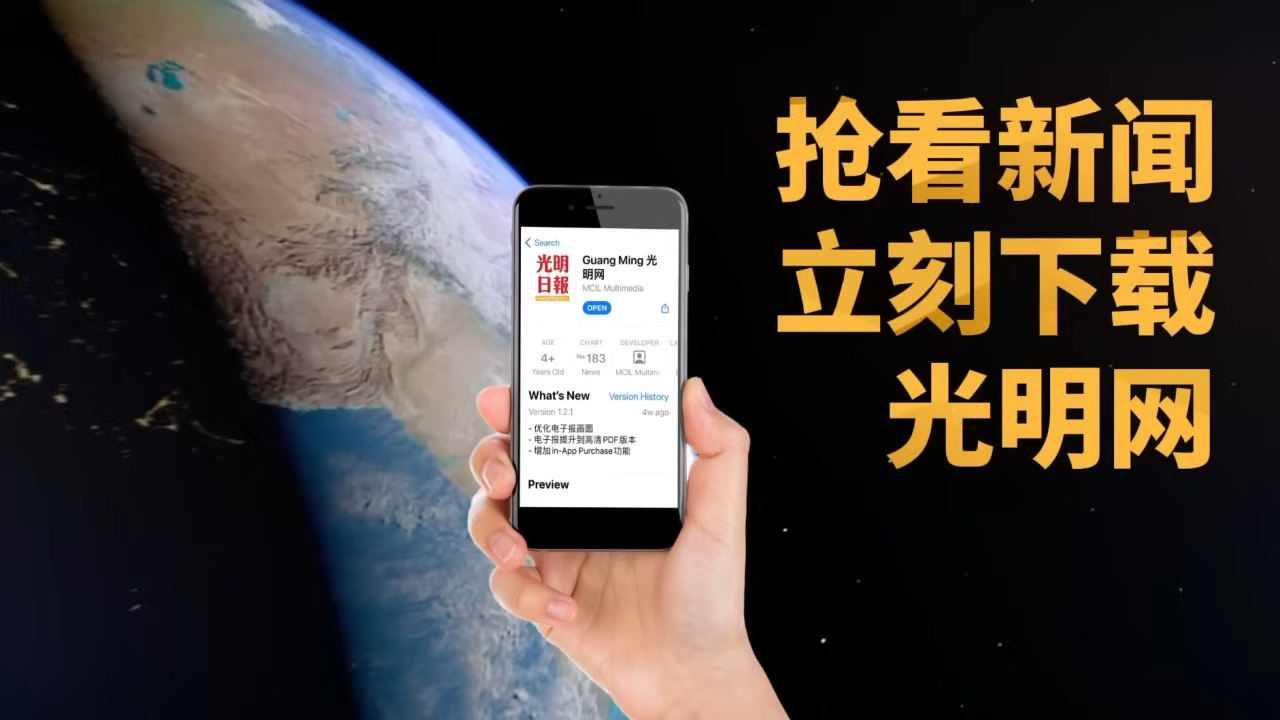 抢看新闻
立刻下载
光明网
Search
光明
日報
Guang Ming 光
明网
MCIL Multimedia
OPEN
AGE
CHART
DEVELOPER
4+
No.183
Years Old
News
MCIL Multim
What's New
Version History
Version 1.2.1
4w ago
- 优化电子报画面
- 电子报提升到高清PDF版本
- 增加in-App Purchase功能
Preview